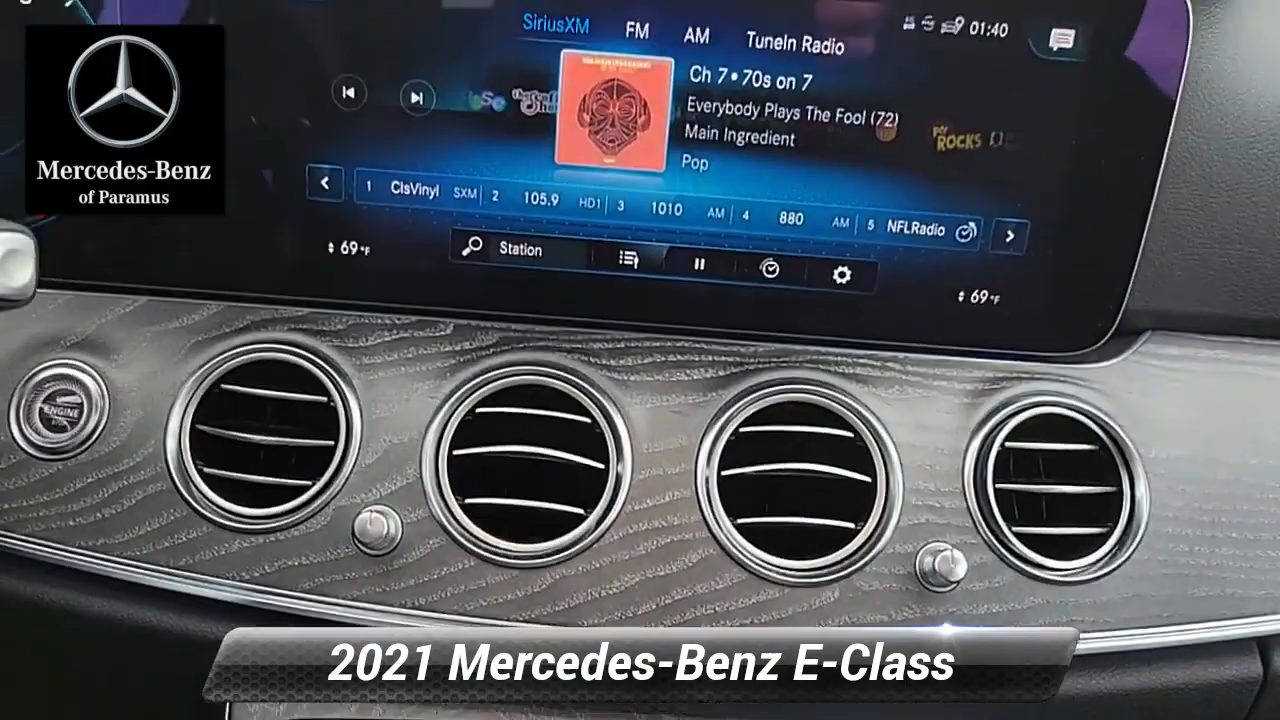 SiriusXM FM AM TuneIn Radio
01:40
Mercedes-Benz
of Paramus
Ch 7•70s on 7
Everybody Plays The Fool (72)
Main Ingredient
Pop
ROCKS
1 ClsVinyl SXM 2 105.9 HD1 3 1010 AM 4 880 AM 5 NFLRadio
69°F
Station
69°F
ENGINE
2021 Mercedes-Benz E-Class